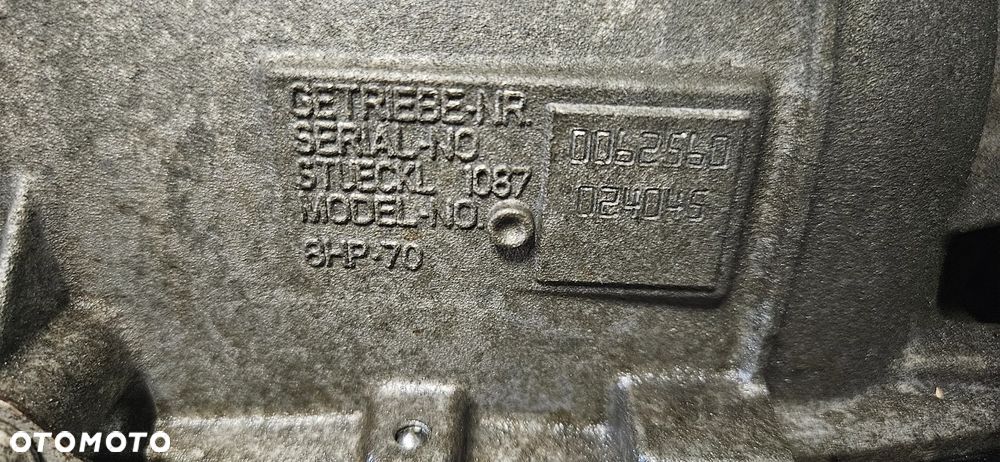 GETRIEBE-NR.
SERIAL-NO
STUECKL 1087
MODEL-NO.
8HP-70
0062560
024045
OTOMOTO